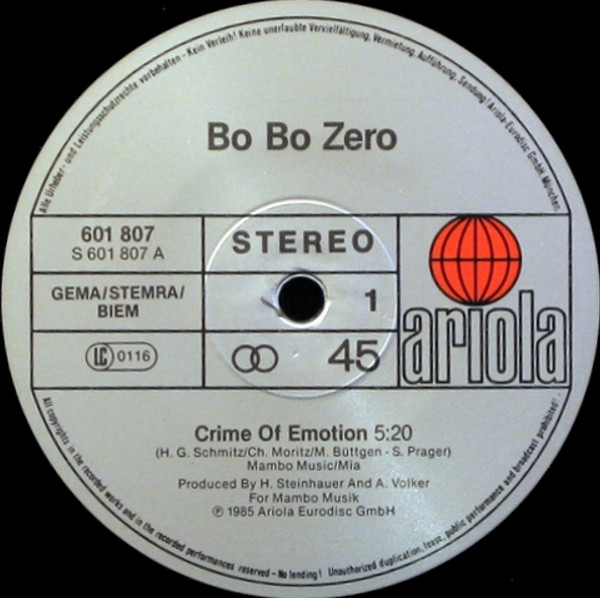 Alle Urheber- und Leistungsschutzrechte vorbehalten - Kein Verleih! Keine unerlaubte Vervielfältigung, Vermietung, Aufführung, Sendung! Ariola-Eurodisc GmbH, München.
Bo Bo Zero
601 807
S 601 807 A
STEREO
GEMA/STEMRA/
BIEM
1
LC 0116
45
ariola
Crime Of Emotion 5:20
(H. G. Schmitz/Ch. Moritz/M. Büttgen - S. Prager)
Mambo Music/Mia
Produced By H. Steinhauer And A. Volker
For Mambo Musik
℗ 1985 Ariola Eurodisc GmbH
All copyrights in the recorded works and in the recorded performances reserved - No lending! Unauthorized duplication, lease, public performance and broadcast prohibited!